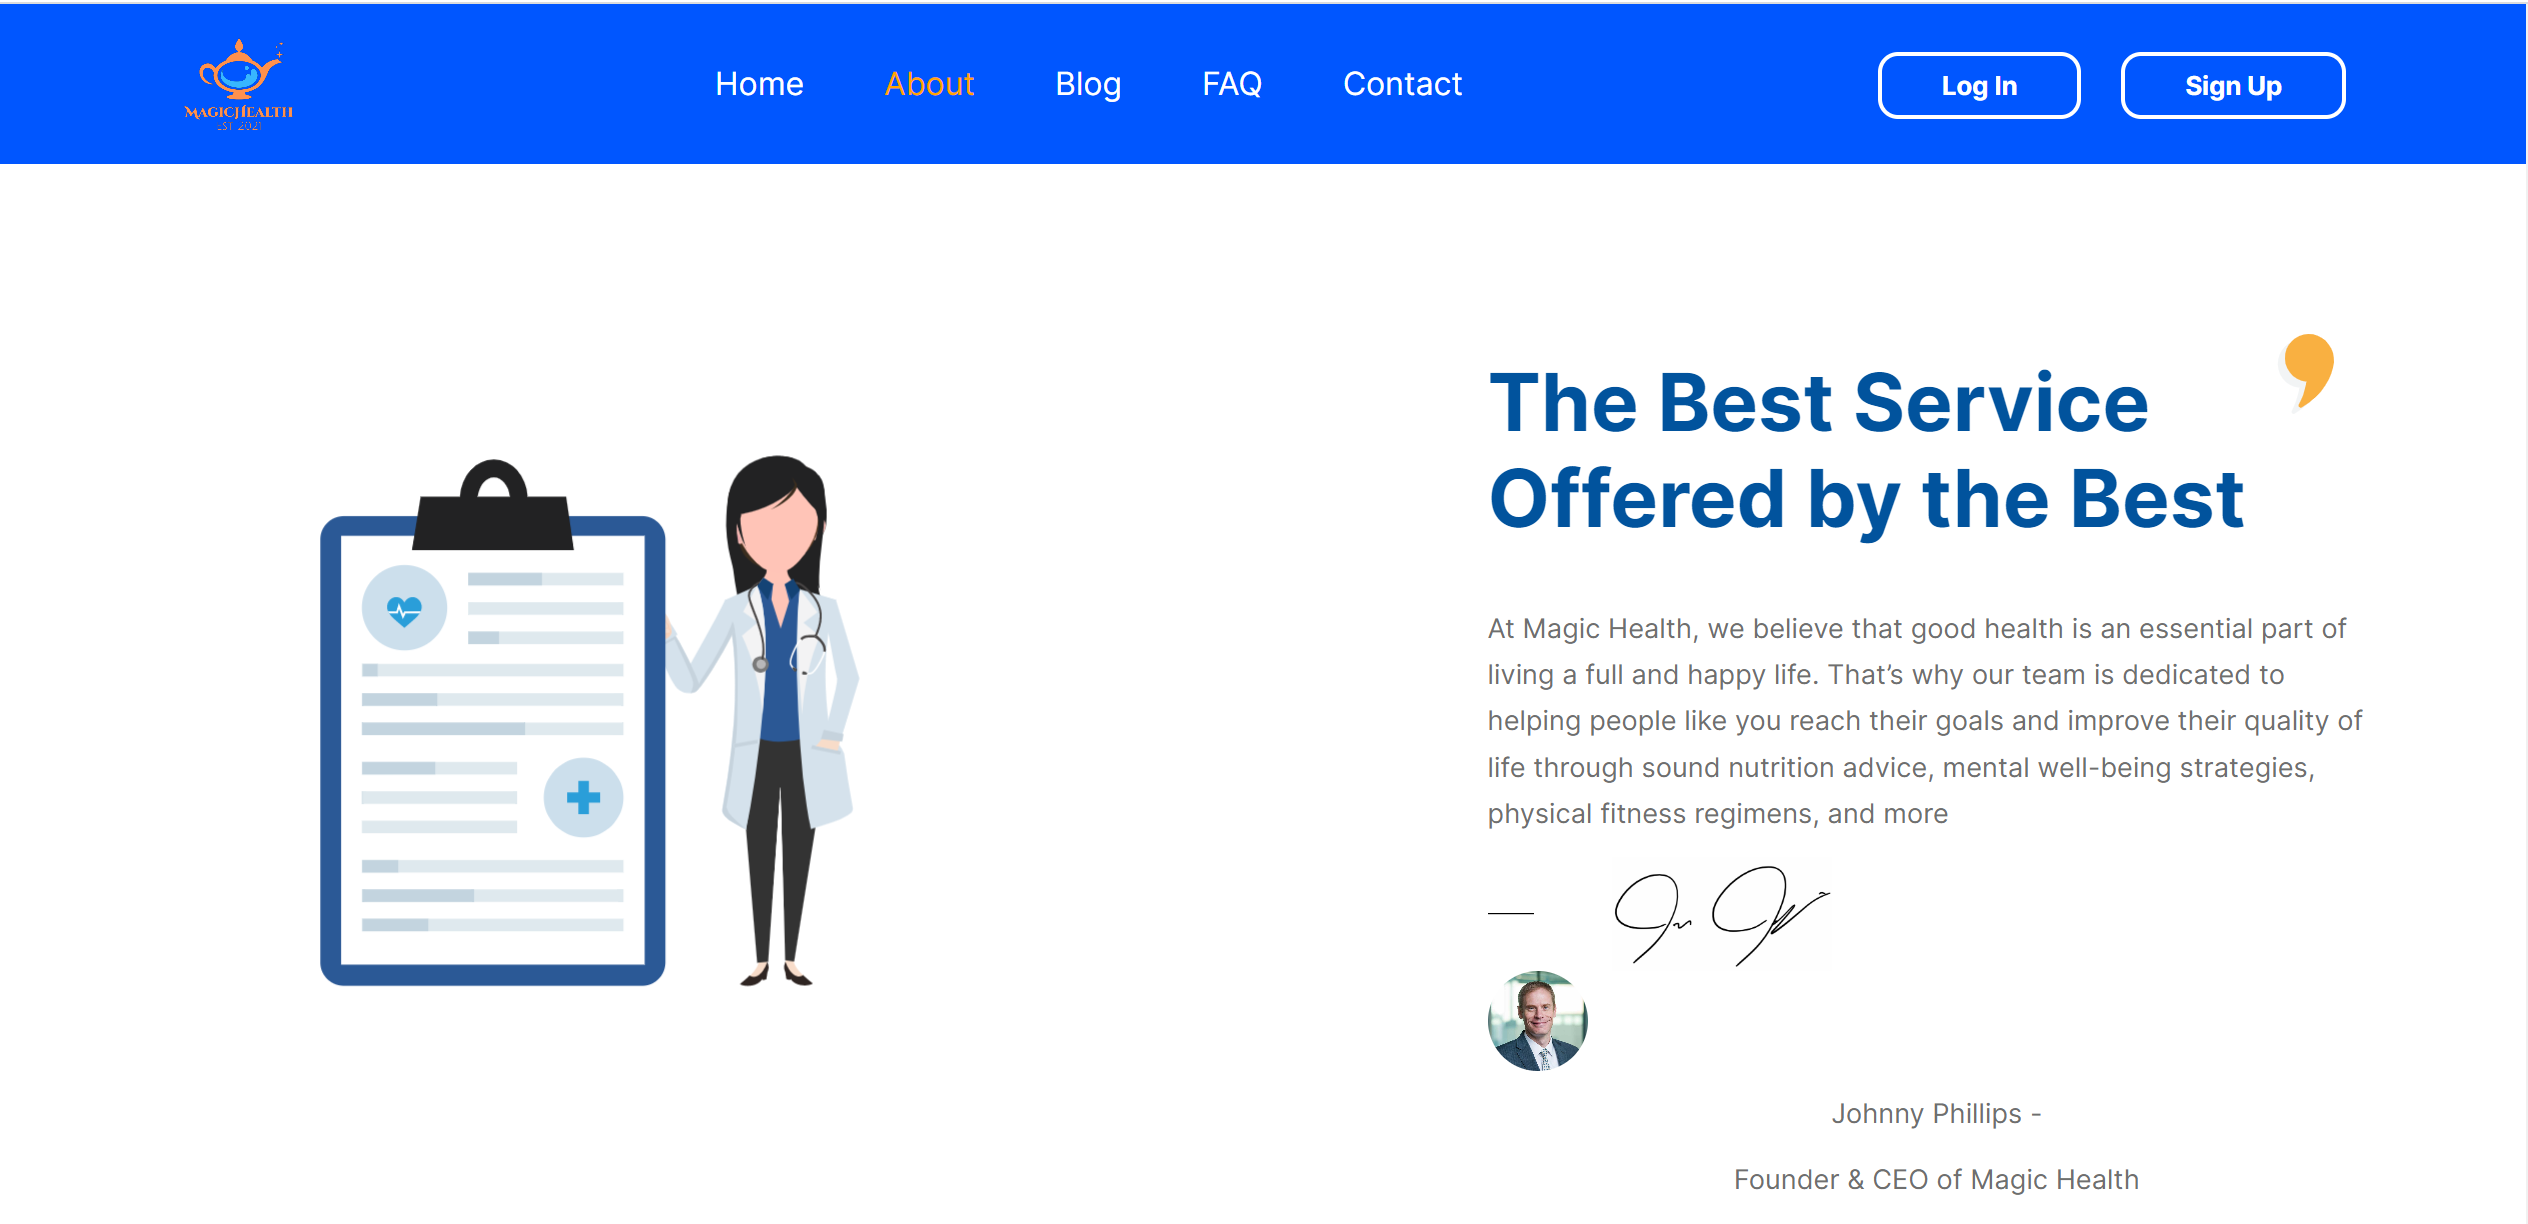 MagicHealth
EST. 2021
Home
About
Blog
FAQ
Contact
Log In
Sign Up
The Best Service
Offered by the Best
At Magic Health, we believe that good health is an essential part of
living a full and happy life. That’s why our team is dedicated to
helping people like you reach their goals and improve their quality of
life through sound nutrition advice, mental well-being strategies,
physical fitness regimens, and more
Johnny Phillips -
Founder & CEO of Magic Health